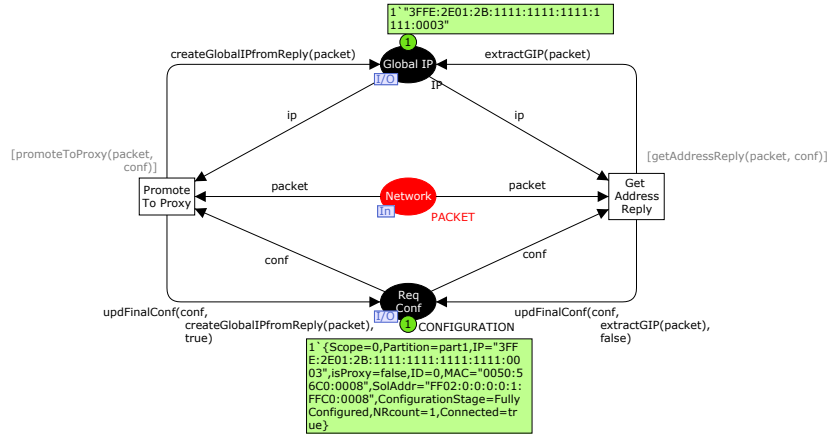 1`"3FFE:2E01:2B:1111:1111:1111:1
111:0003"
1
createGlobalIPfromReply(packet)
Global IP
extractGIP(packet)
I/O
IP
ip
ip
[promoteToProxy(packet,
conf)]
[getAddressReply(packet, conf)]
Promote
To Proxy
packet
Network
packet
Get
Address
Reply
In
PACKET
conf
conf
Req
Conf
I/O
1
CONFIGURATION
updFinalConf(conf,
createGlobalIPfromReply(packet),
true)
updFinalConf(conf,
extractGIP(packet),
false)
1`{Scope=0,Partition=part1,IP="3FF
E:2E01:2B:1111:1111:1111:1111:00
03",isProxy=false,ID=0,MAC="0050:5
6C0:0008",SolAddr="FF02:0:0:0:0:1:
FFC0:0008",ConfigurationStage=Fully
Configured,NRcount=1,Connected=tr
ue}